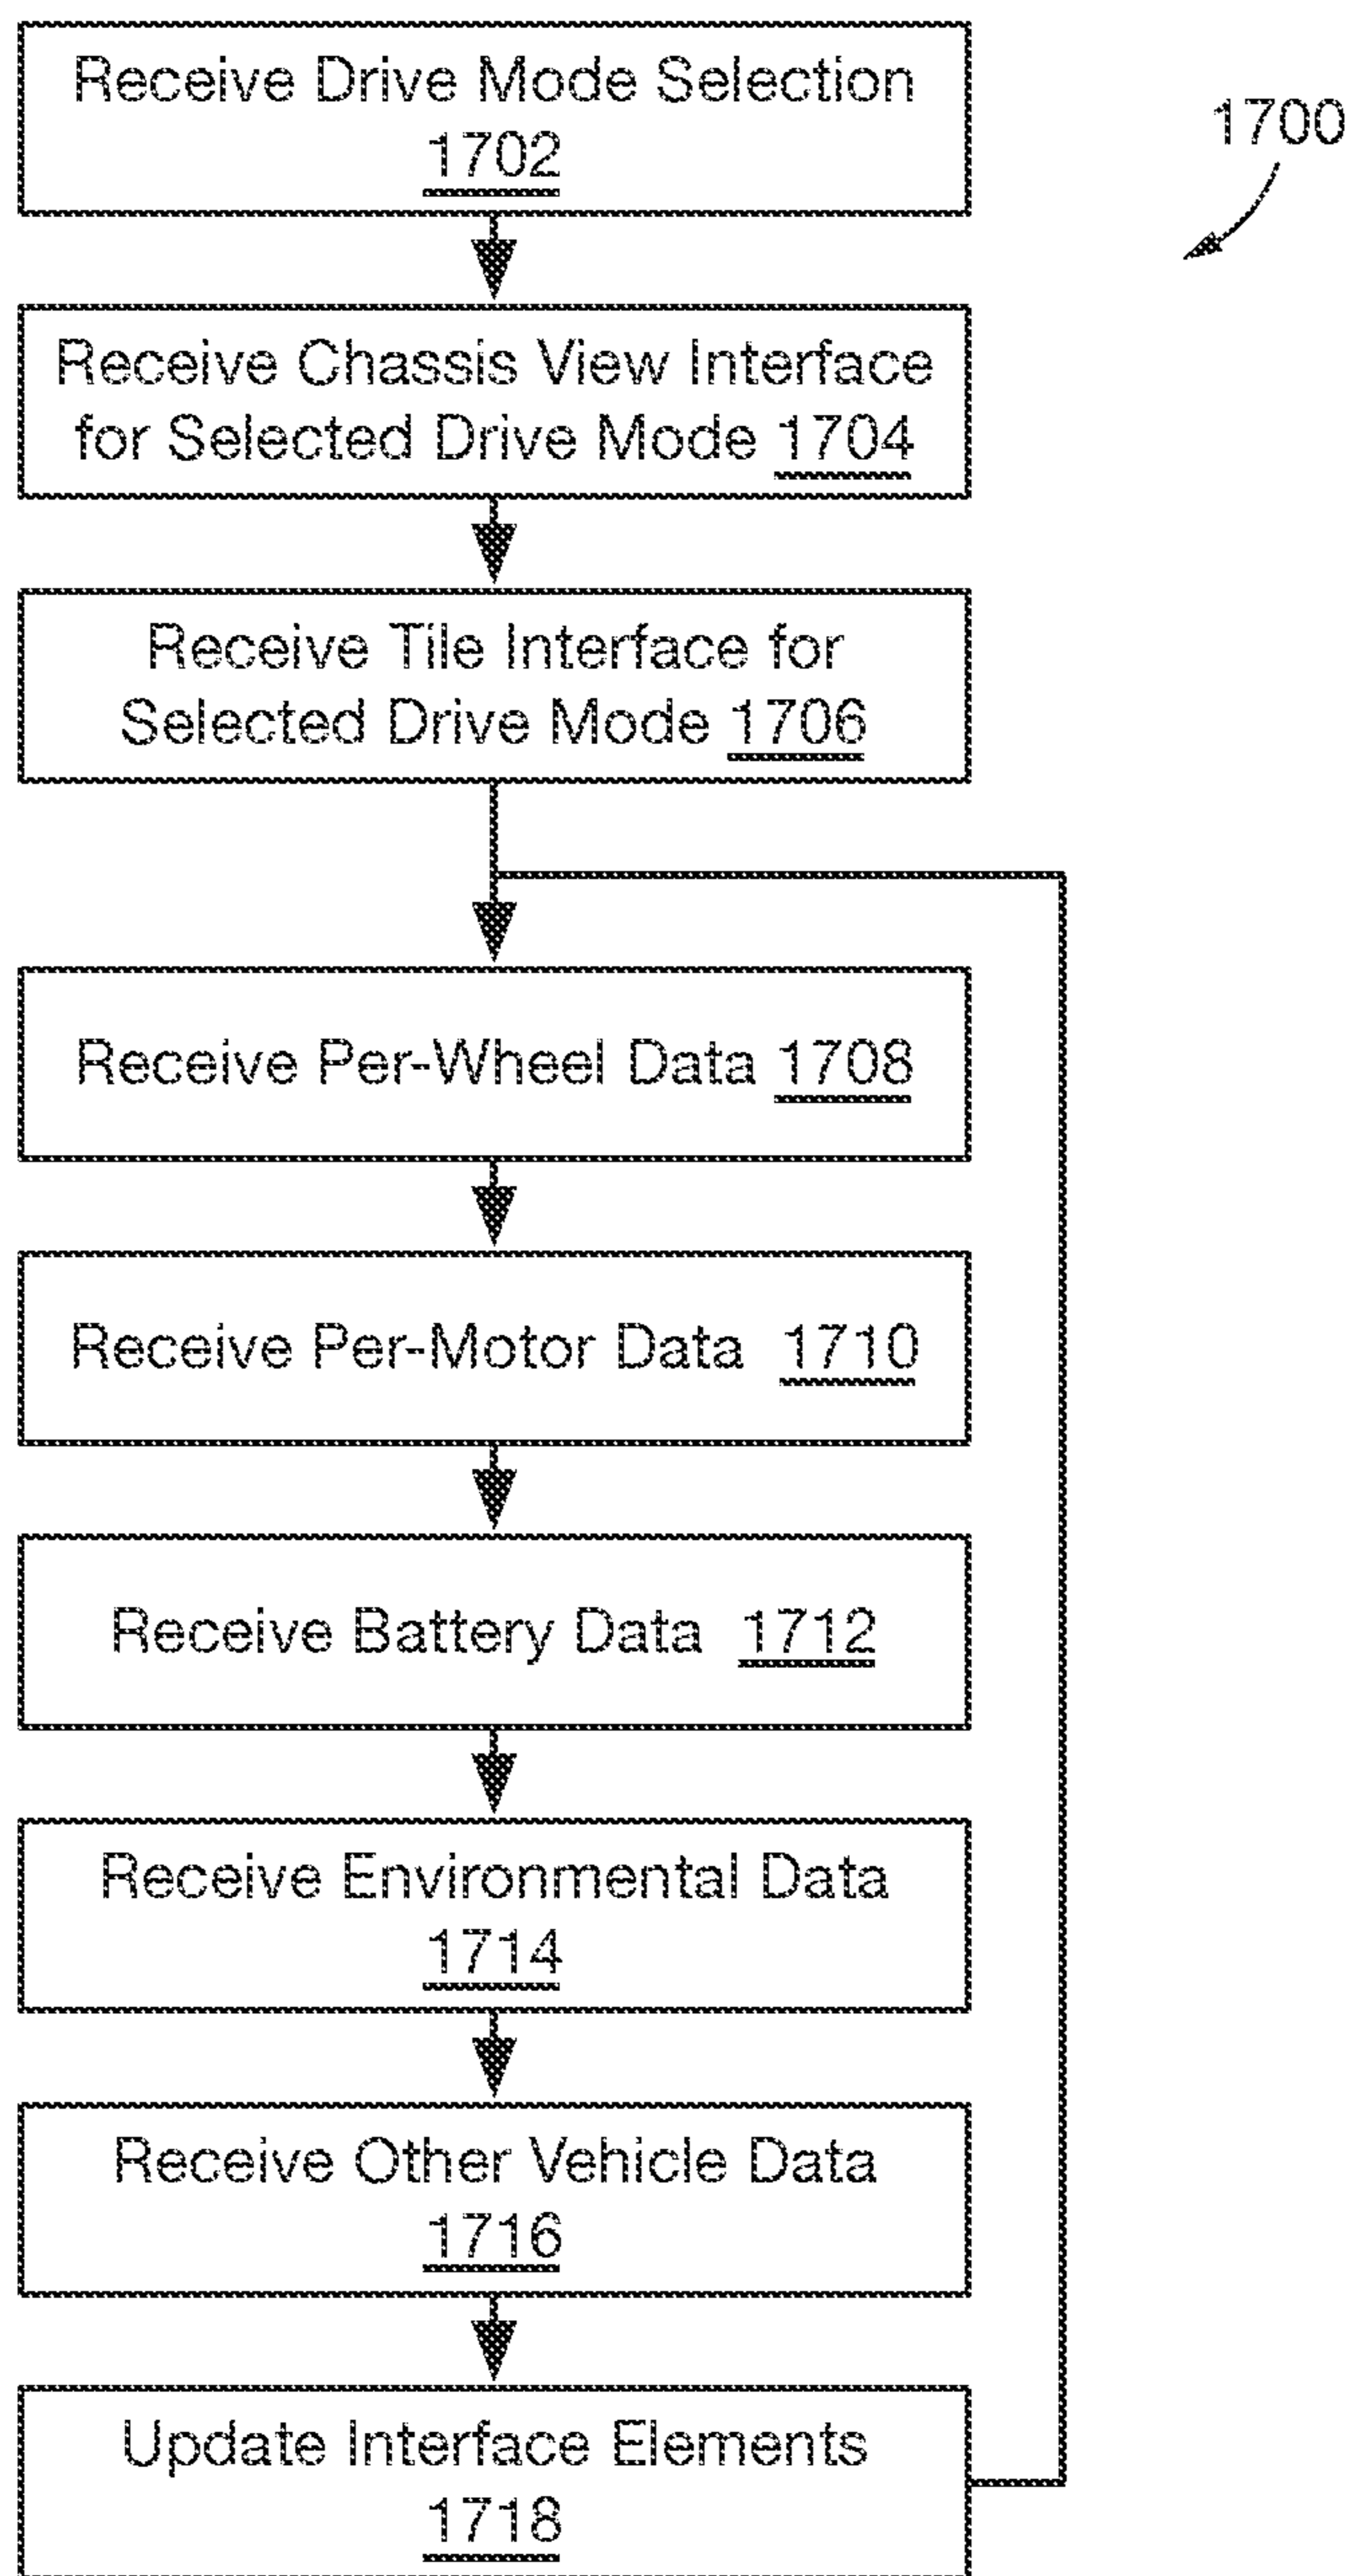 Receive Drive Mode Selection
1702
1700
Receive Chassis View Interface
for Selected Drive Mode 1704
Receive Tile Interface for
Selected Drive Mode 1706
Receive Per-Wheel Data 1708
Receive Per-Motor Data 1710
Receive Battery Data 1712
Receive Environmental Data
1714
Receive Other Vehicle Data
1716
Update Interface Elements
1718